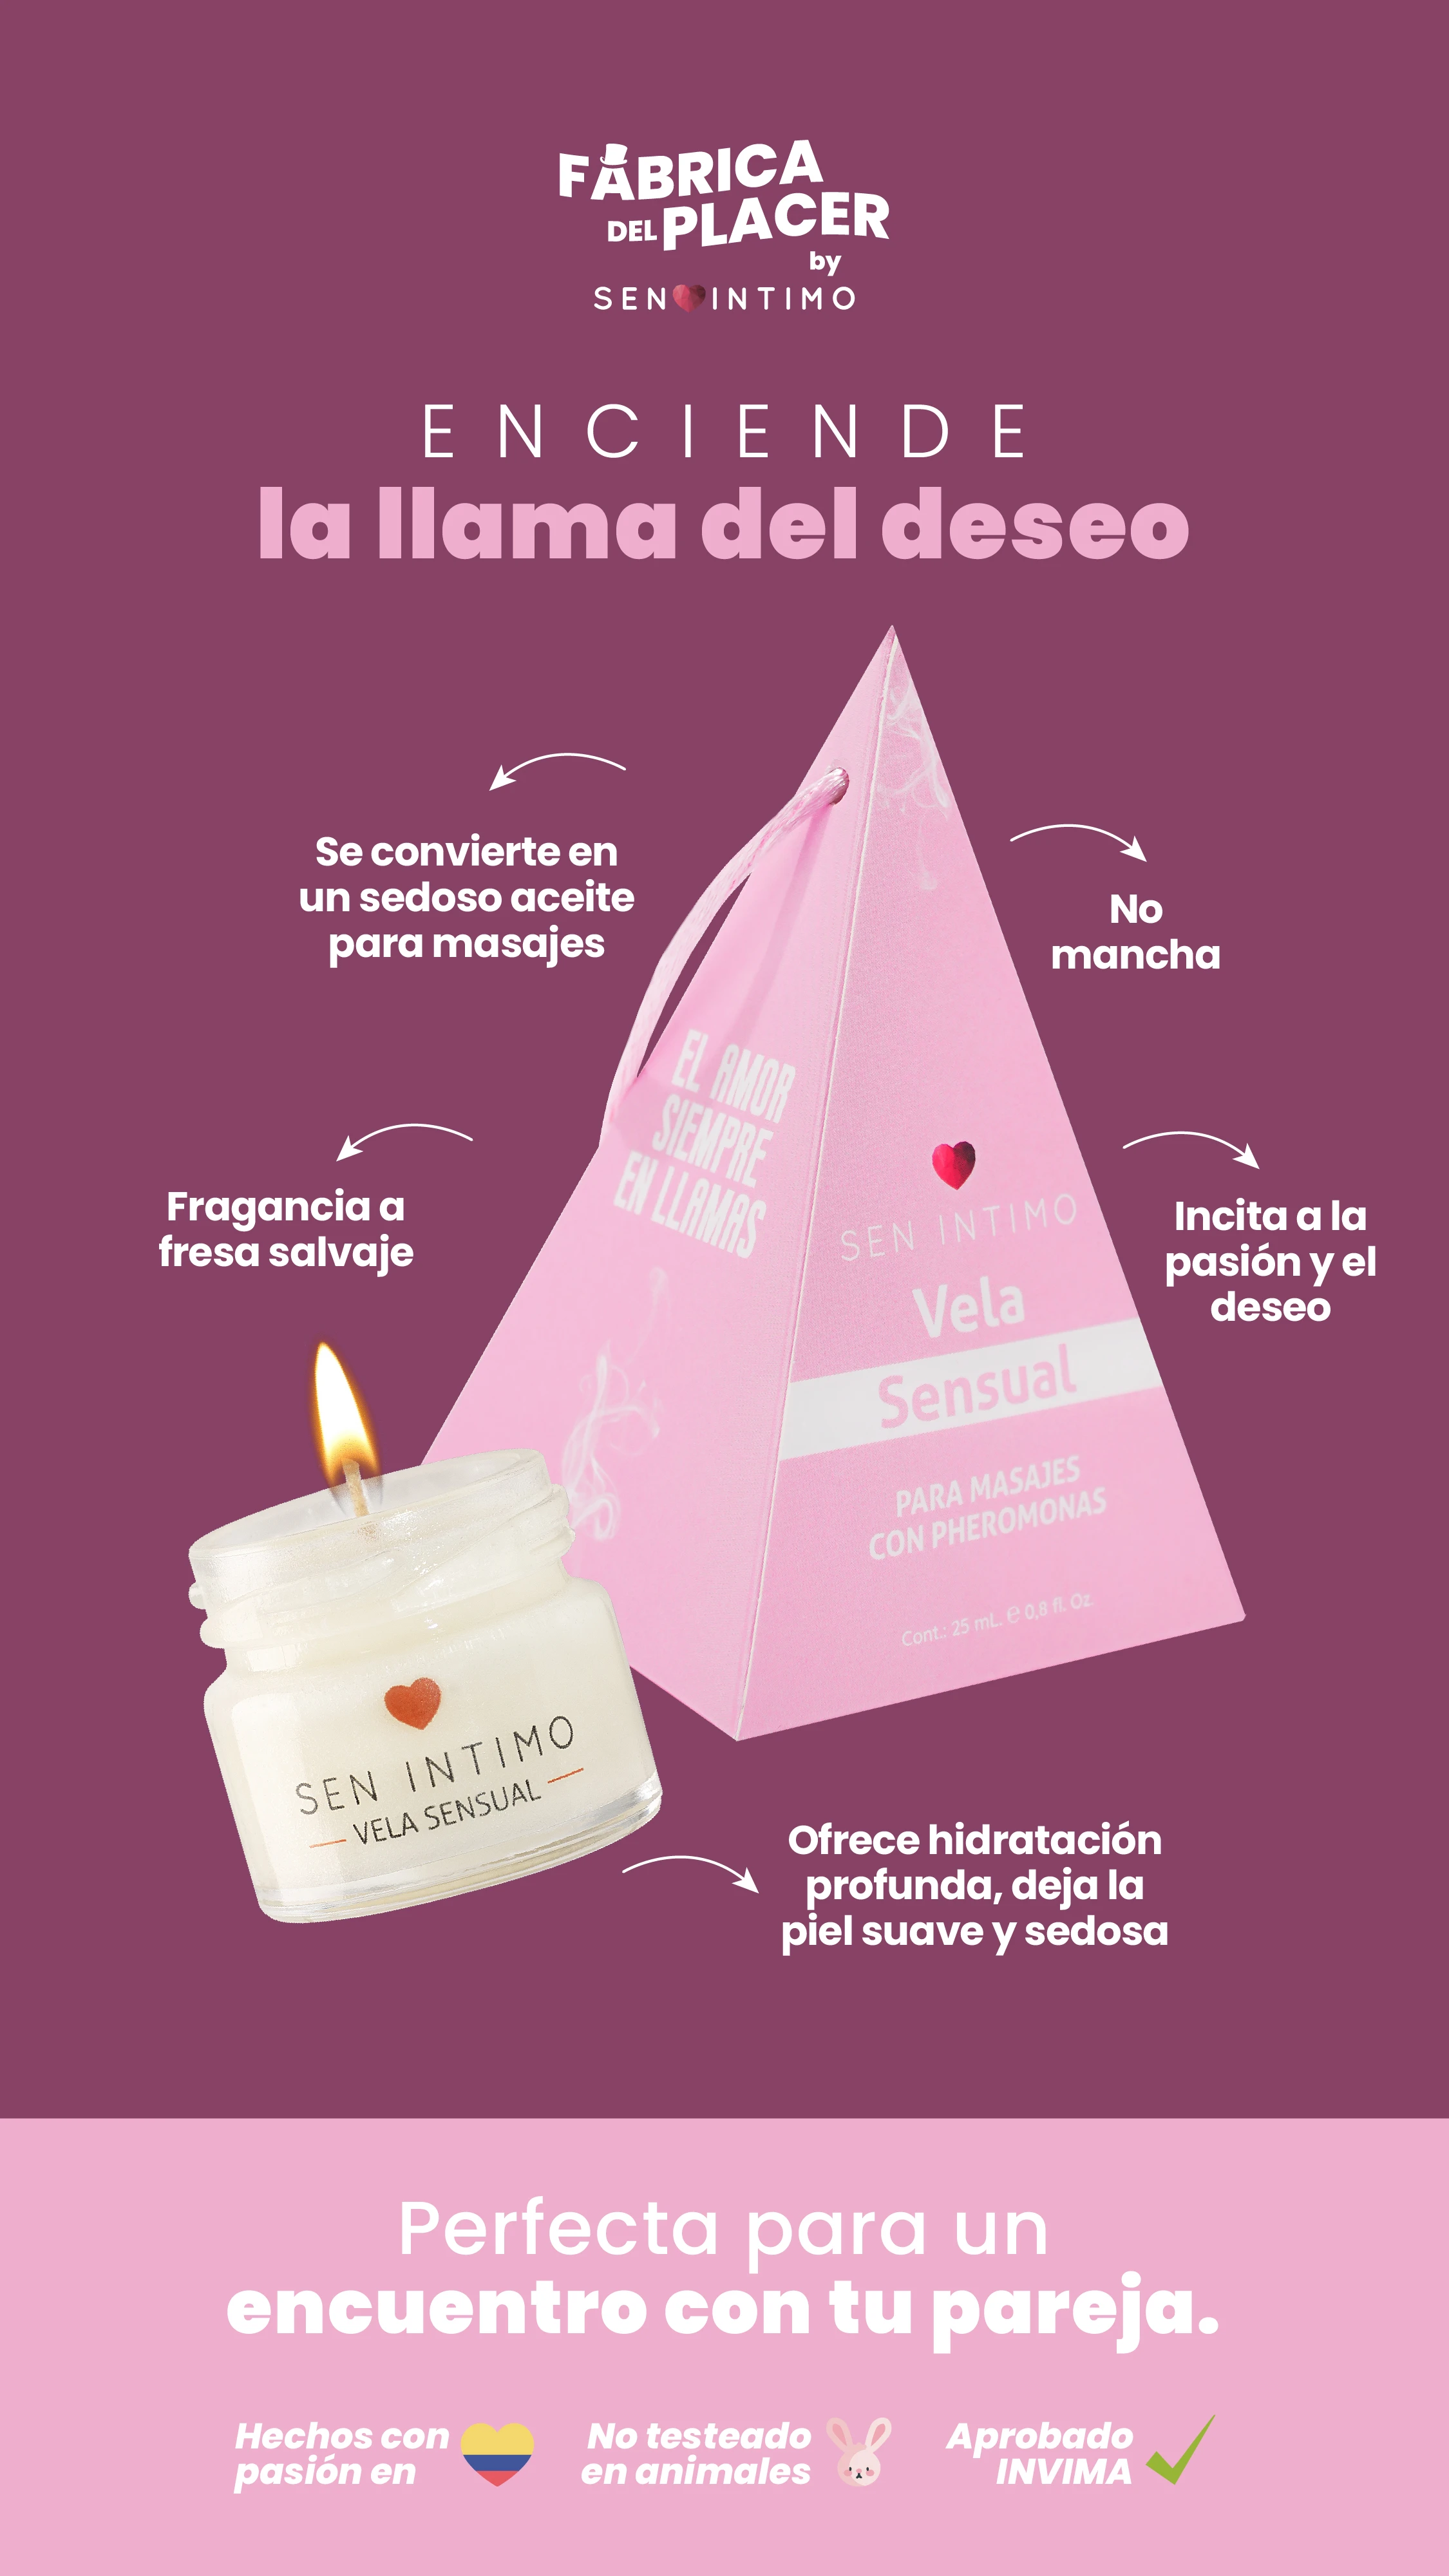 FÁBRICA
DEL PLACER
by
SEN INTIMO
ENCIENDE
la llama del deseo
Se convierte en
un sedoso aceite
para masajes
No
mancha
Fragancia a
fresa salvaje
Incita a la
pasión y el
deseo
EL AMOR
SIEMPRE
EN LLAMAS
SEN INTIMO
Vela
Sensual
PARA MASAJES
CON PHEROMONAS
Cont.: 25 mL. ℮ 0,8 fl. Oz
SEN INTIMO
VELA SENSUAL
Ofrece hidratación
profunda, deja la
piel suave y sedosa
Perfecta para un
encuentro con tu pareja.
Hechos con
pasión en
No testeado
en animales
Aprobado
INVIMA